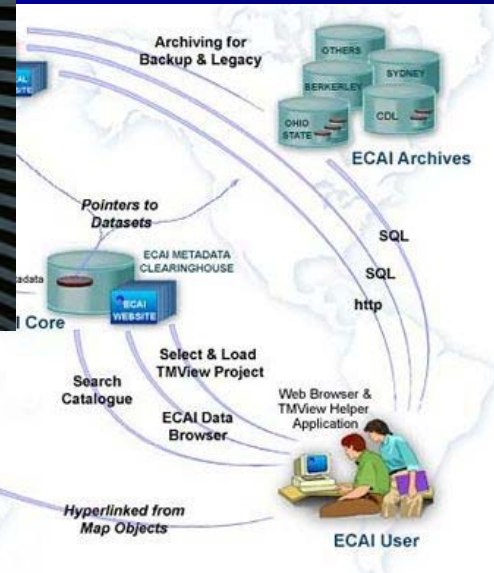 Archiving for
Backup & Legacy
OTHERS
SYDNEY
BERKERLEY
CDL
OHIO
STATE
ECAI Archives
Pointers to
Datasets
SQL
SQL
http
ECAI METADATA
CLEARINGHOUSE
ECAI
WEBSITE
Core
Select & Load
TMView Project
Search
Catalogue
ECAI Data
Browser
Web Browser &
TMView Helper
Application
Hyperlinked from
Map Objects
ECAI User